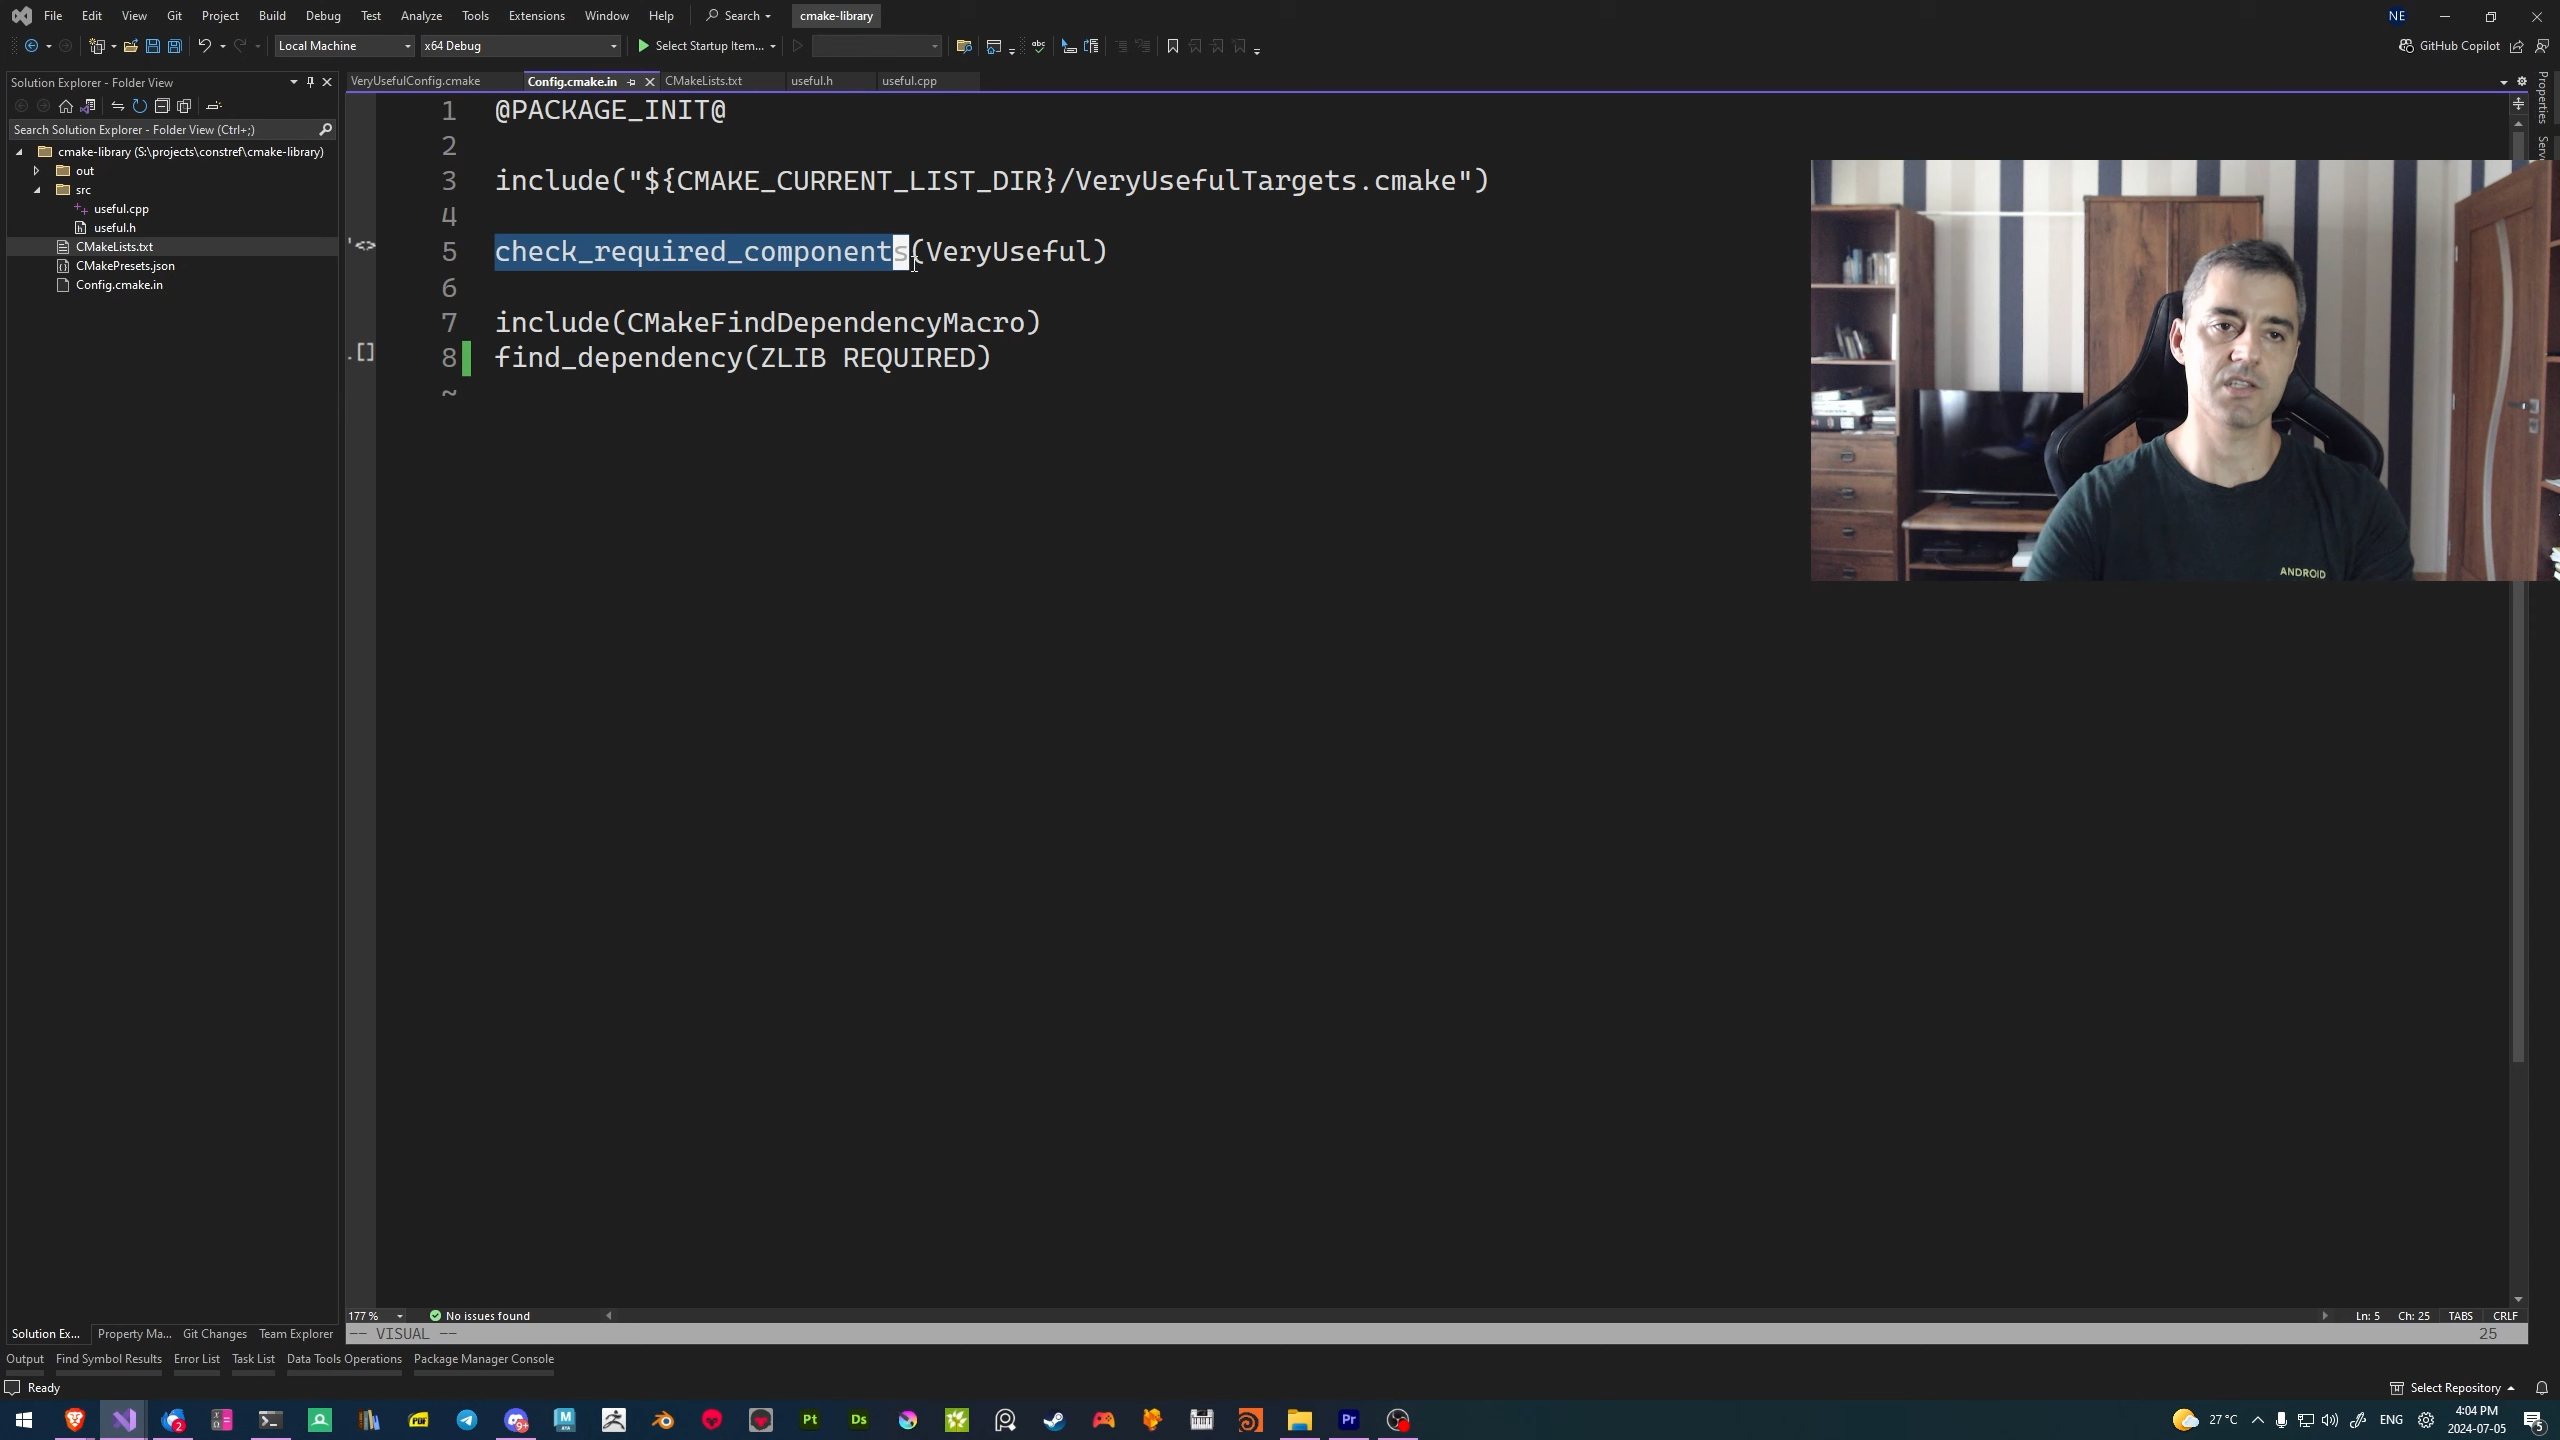 File Edit View Git Project Build Debug Test Analyze Tools Extensions Window Help Search cmake-library NE
Local Machine x64 Debug Select Startup Item... abc GitHub Copilot
Solution Explorer - Folder View
VeryUsefulConfig.cmake Config.cmake.in CMakeLists.txt useful.h useful.cpp
Properties
Search Solution Explorer - Folder View (Ctrl+;)
cmake-library (S:\projects\constref\cmake-library)
out
src
useful.cpp
useful.h
CMakeLists.txt
CMakePresets.json
Config.cmake.in
1 @PACKAGE_INIT@
2
3 include("${CMAKE_CURRENT_LIST_DIR}/VeryUsefulTargets.cmake")
4
5 check_required_components(VeryUseful)
6
7 include(CMakeFindDependencyMacro)
8 find_dependency(ZLIB REQUIRED)
~
ANDROID
177 % No issues found Ln: 5 Ch: 25 TABS CRLF
-- VISUAL -- 25
Solution Ex... Property Ma... Git Changes Team Explorer
Output Find Symbol Results Error List Task List Data Tools Operations Package Manager Console
Ready Select Repository
PDF Pt Ds Pr 27°C ENG 4:04 PM
2024-07-05